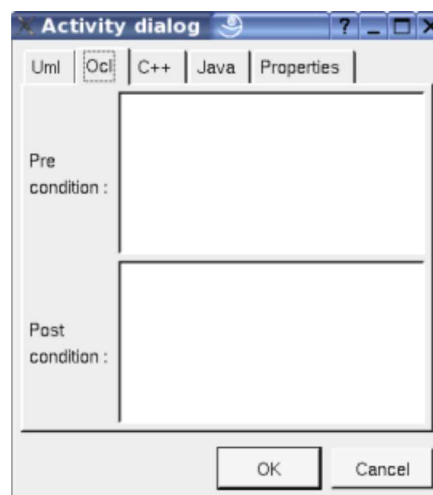 Activity dialog
Uml Ocl C++ Java Properties
Pre
condition :
Post
condition :
OK Cancel